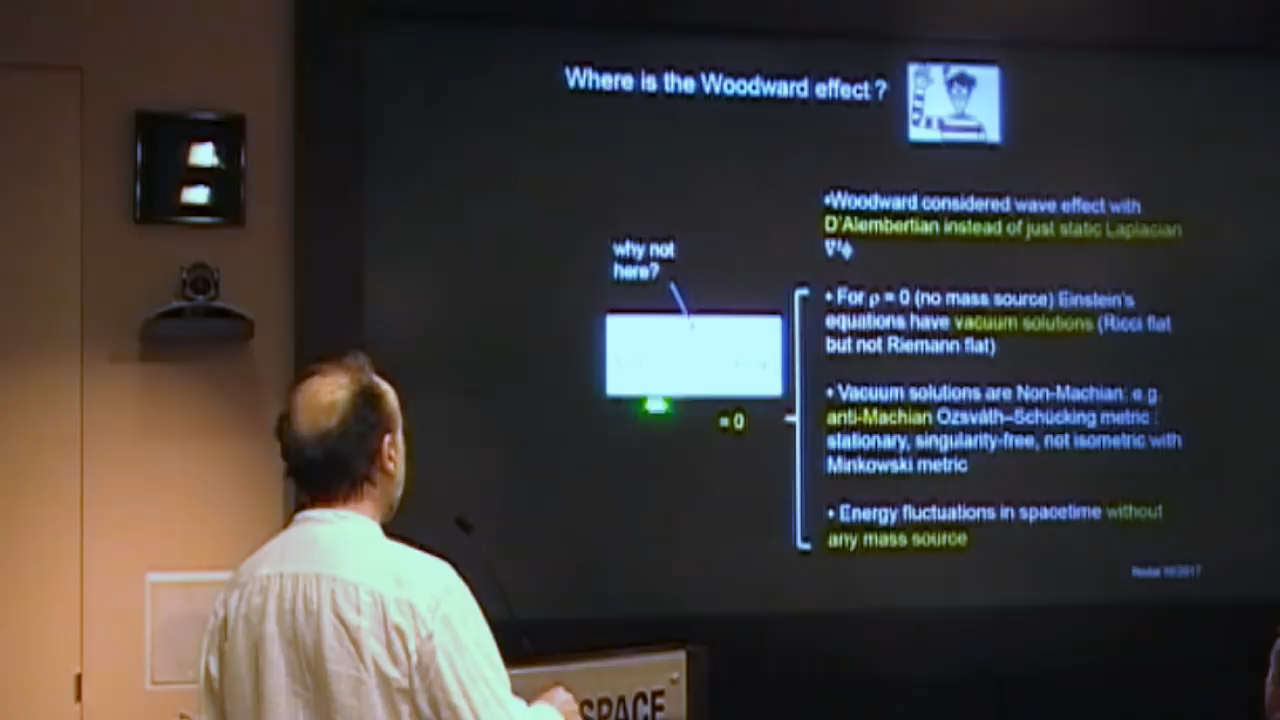 Where is the Woodward effect ?
•Woodward considered wave effect with
D'Alembertian instead of just static Laplacian
why not
here?
• For ρ = 0 (no mass source) Einstein's
equations have vacuum solutions (Ricci flat
but not Riemann flat)
• Vacuum solutions are Non-Machian: e.g.
anti-Machian Ozsváth–Schücking metric :
stationary, singularity-free, not isometric with
Minkowski metric
= 0
• Energy fluctuations in spacetime without
any mass source
10/2017
SPACE